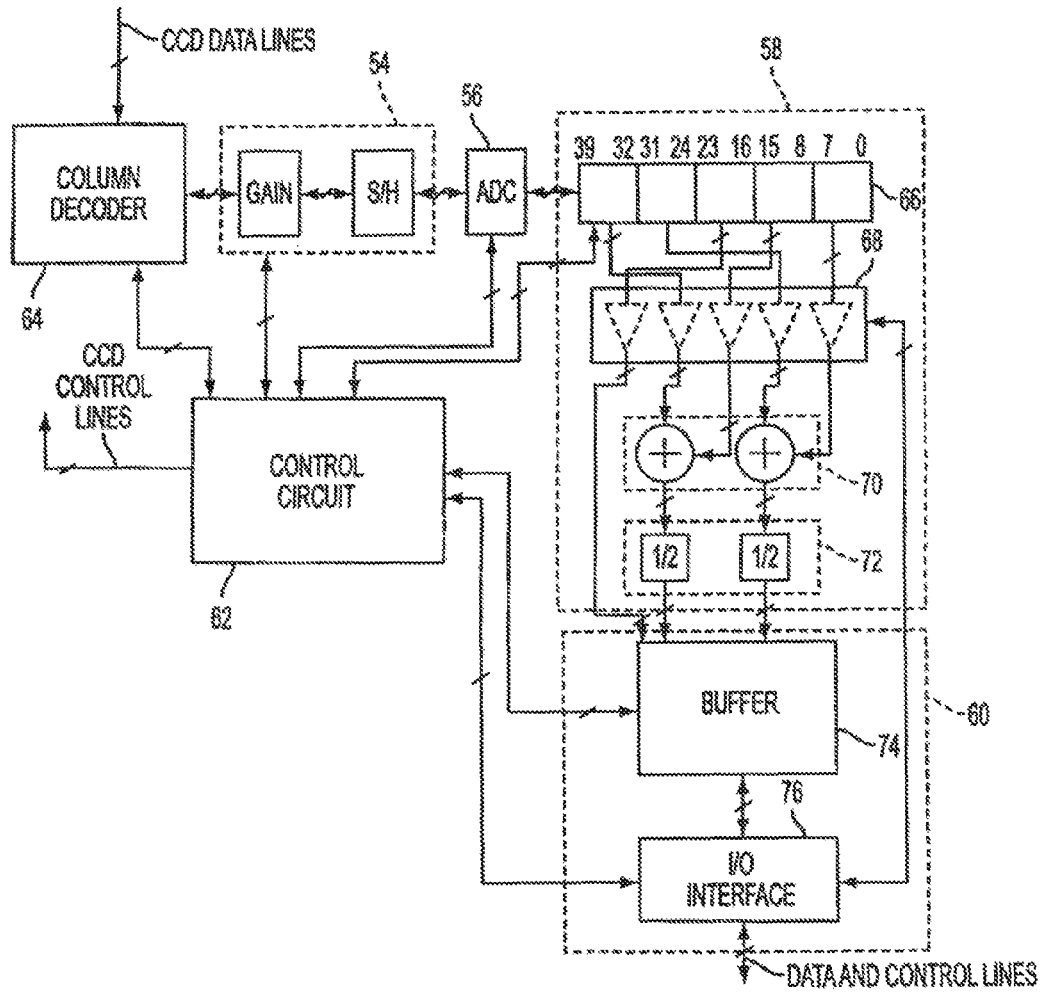 CCD DATA LINES
54
58
56
39 32 31 24 23 16 15 8 7 0
COLUMN
DECODER
GAIN
S/H
ADC
66
68
64
CCD
CONTROL
LINES
CONTROL
CIRCUIT
+ +
70
1/2 1/2
72
62
BUFFER
60
74
76
I/O
INTERFACE
DATA AND CONTROL LINES